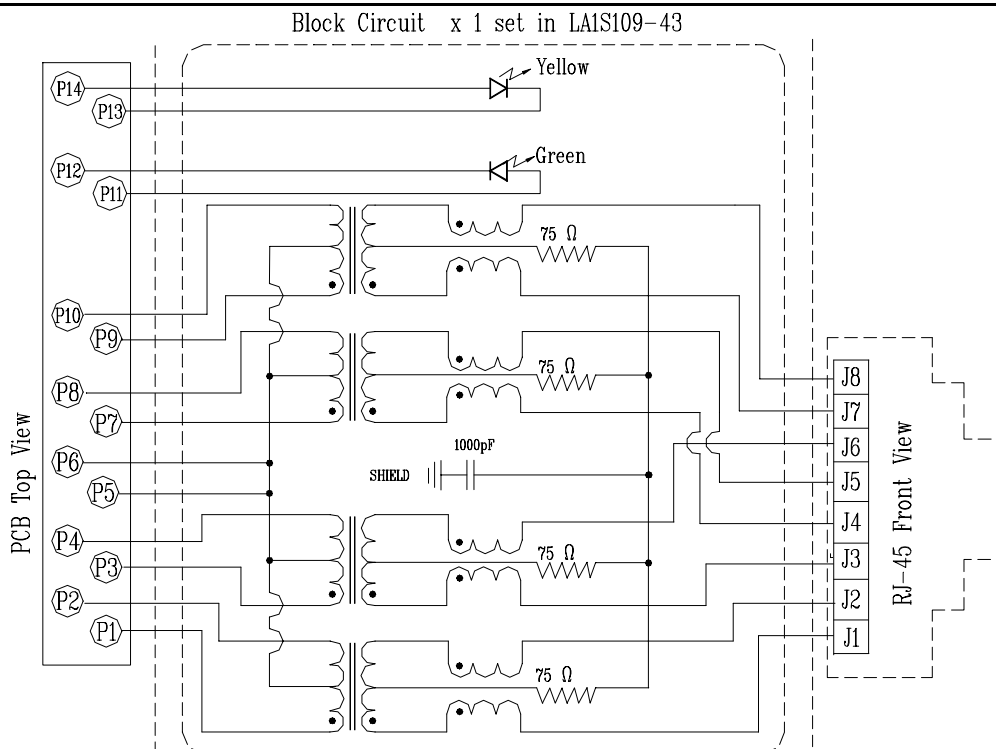 Block Circuit x 1 set in LA1S109-43
P14
Yellow
P13
P12
Green
P11
75 Ω
P10
P9
75 Ω
P8
P7
P6
1000pF
SHIELD
P5
P4
75 Ω
P3
P2
P1
75 Ω
PCB Top View
J8
J7
J6
J5
J4
J3
J2
J1
RJ-45 Front View